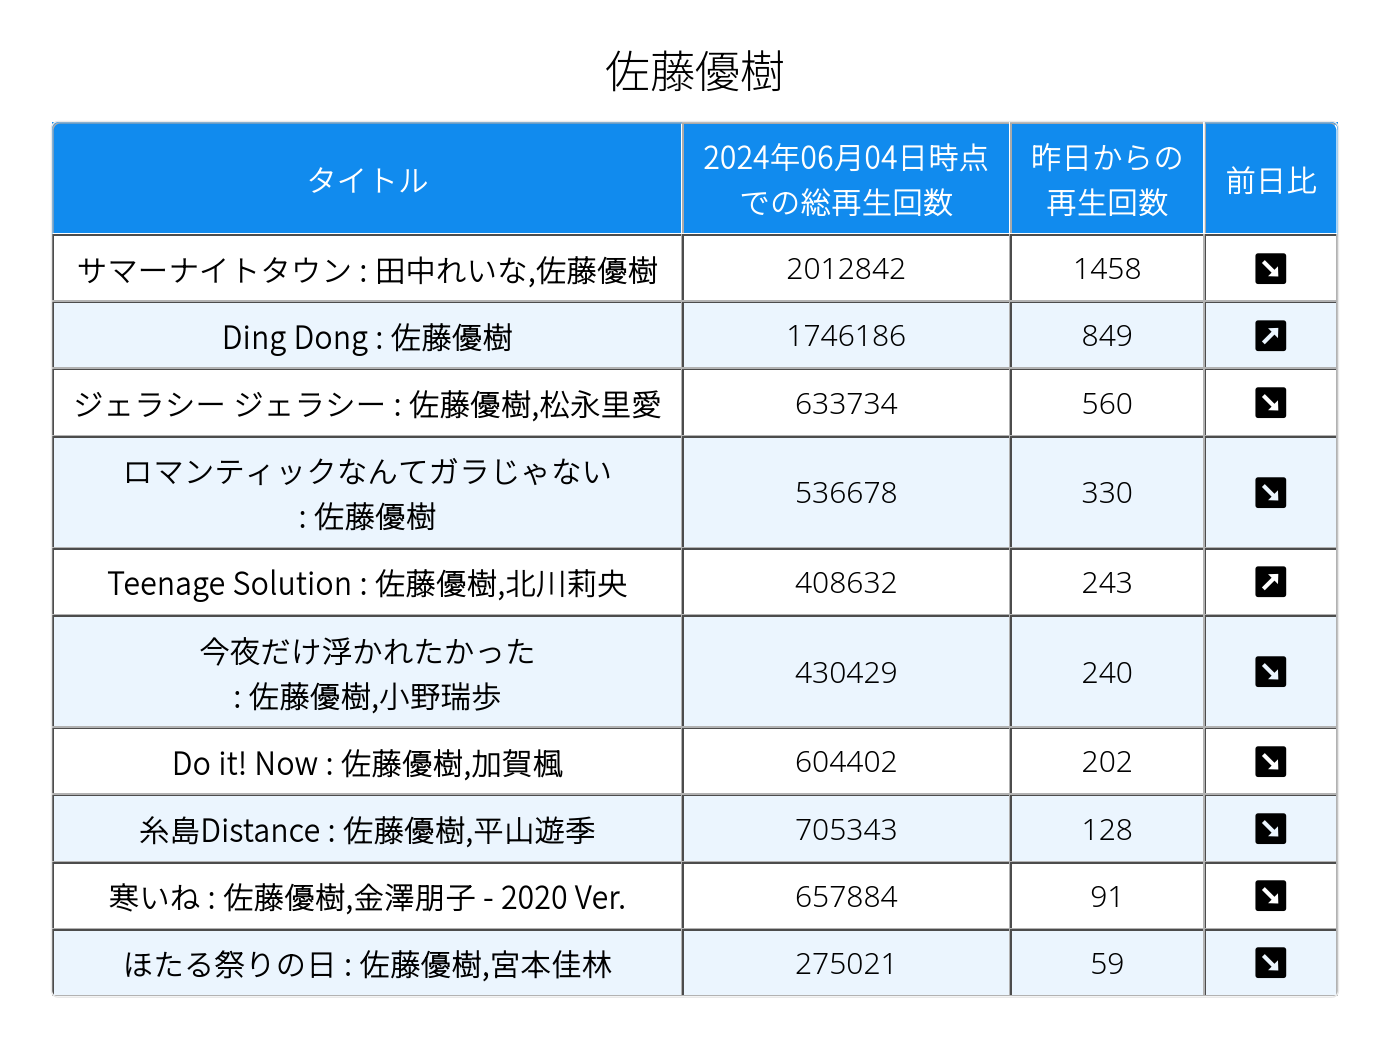 佐藤優樹
タイトル
2024年06月04日時点
での総再生回数
昨日からの
再生回数
前日比
サマーナイトタウン : 田中れいな,佐藤優樹 2012842 1458 ↘
Ding Dong : 佐藤優樹 1746186 849 ↗
ジェラシー ジェラシー : 佐藤優樹,松永里愛 633734 560 ↘
ロマンティックなんてガラじゃない
: 佐藤優樹 536678 330 ↘
Teenage Solution : 佐藤優樹,北川莉央 408632 243 ↗
今夜だけ浮かれたかった
: 佐藤優樹,小野瑞歩 430429 240 ↘
Do it! Now : 佐藤優樹,加賀楓 604402 202 ↘
糸島Distance : 佐藤優樹,平山遊季 705343 128 ↘
寒いね : 佐藤優樹,金澤朋子 - 2020 Ver. 657884 91 ↘
ほたる祭りの日 : 佐藤優樹,宮本佳林 275021 59 ↘